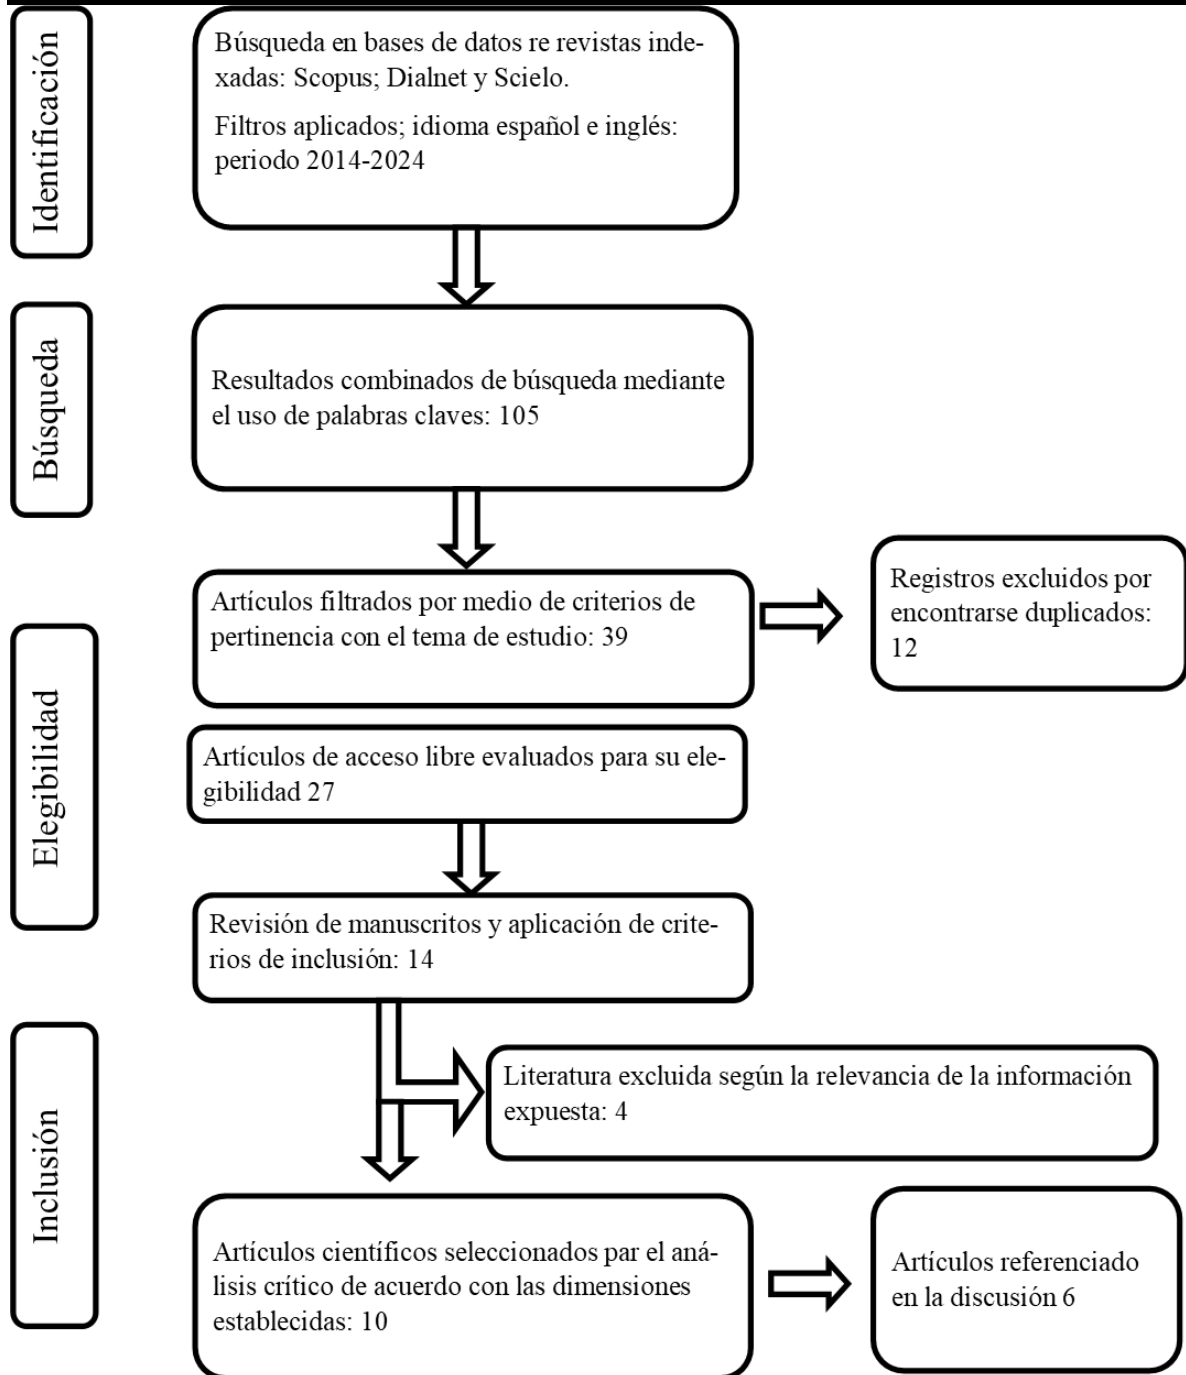 Identificación
Búsqueda en bases de datos re revistas inde-
xadas: Scopus; Dialnet y Scielo.
Filtros aplicados; idioma español e inglés:
periodo 2014-2024
Búsqueda
Resultados combinados de búsqueda mediante
el uso de palabras claves: 105
Elegibilidad
Artículos filtrados por medio de criterios de
pertinencia con el tema de estudio: 39
Registros excluidos por
encontrarse duplicados:
12
Artículos de acceso libre evaluados para su ele-
gibilidad 27
Revisión de manuscritos y aplicación de crite-
rios de inclusión: 14
Inclusión
Literatura excluida según la relevancia de la información
expuesta: 4
Artículos científicos seleccionados par el aná-
lisis crítico de acuerdo con las dimensiones
establecidas: 10
Artículos referenciado
en la discusión 6